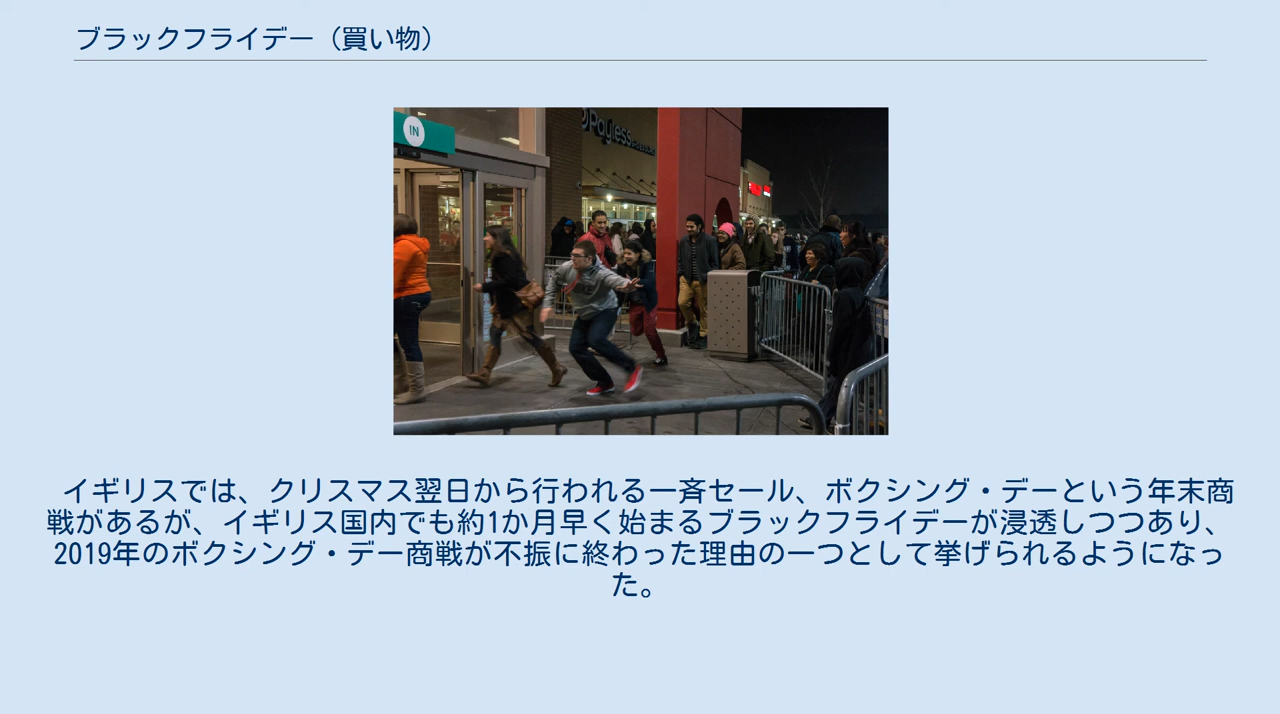 ブラックフライデー（買い物）
IN
Payless
イギリスでは、クリスマス翌日から行われる一斉セール、ボクシング・デーという年末商
戦があるが、イギリス国内でも約1か月早く始まるブラックフライデーが浸透しつつあり、
2019年のボクシング・デー商戦が不振に終わった理由の一つとして挙げられるようになっ
た。